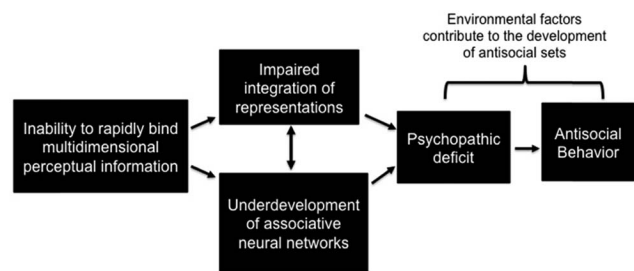 Environmental factors
contribute to the development
of antisocial sets
Impaired
integration of
representations
Inability to rapidly bind
multidimensional
perceptual information
Psychopathic
deficit
Antisocial
Behavior
Underdevelopment
of associative
neural networks